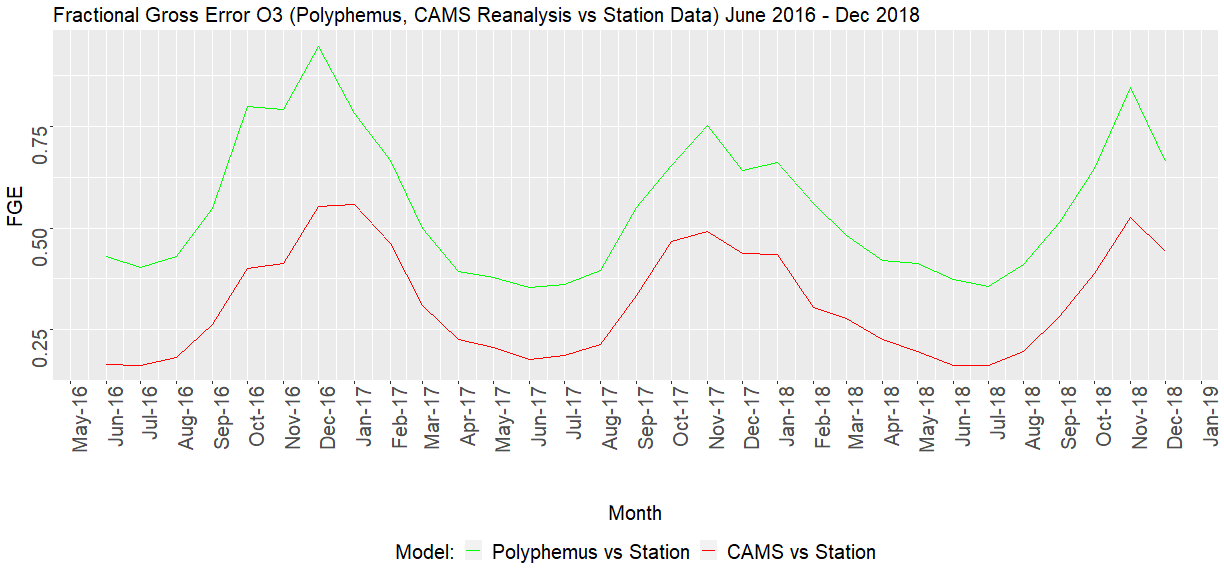 Fractional Gross Error O3 (Polyphemus, CAMS Reanalysis vs Station Data) June 2016 - Dec 2018
FGE
0.75
0.50
0.25
May-16
Jun-16
Jul-16
Aug-16
Sep-16
Oct-16
Nov-16
Dec-16
Jan-17
Feb-17
Mar-17
Apr-17
May-17
Jun-17
Jul-17
Aug-17
Sep-17
Oct-17
Nov-17
Dec-17
Jan-18
Feb-18
Mar-18
Apr-18
May-18
Jun-18
Jul-18
Aug-18
Sep-18
Oct-18
Nov-18
Dec-18
Jan-19
Month
Model: Polyphemus vs Station CAMS vs Station